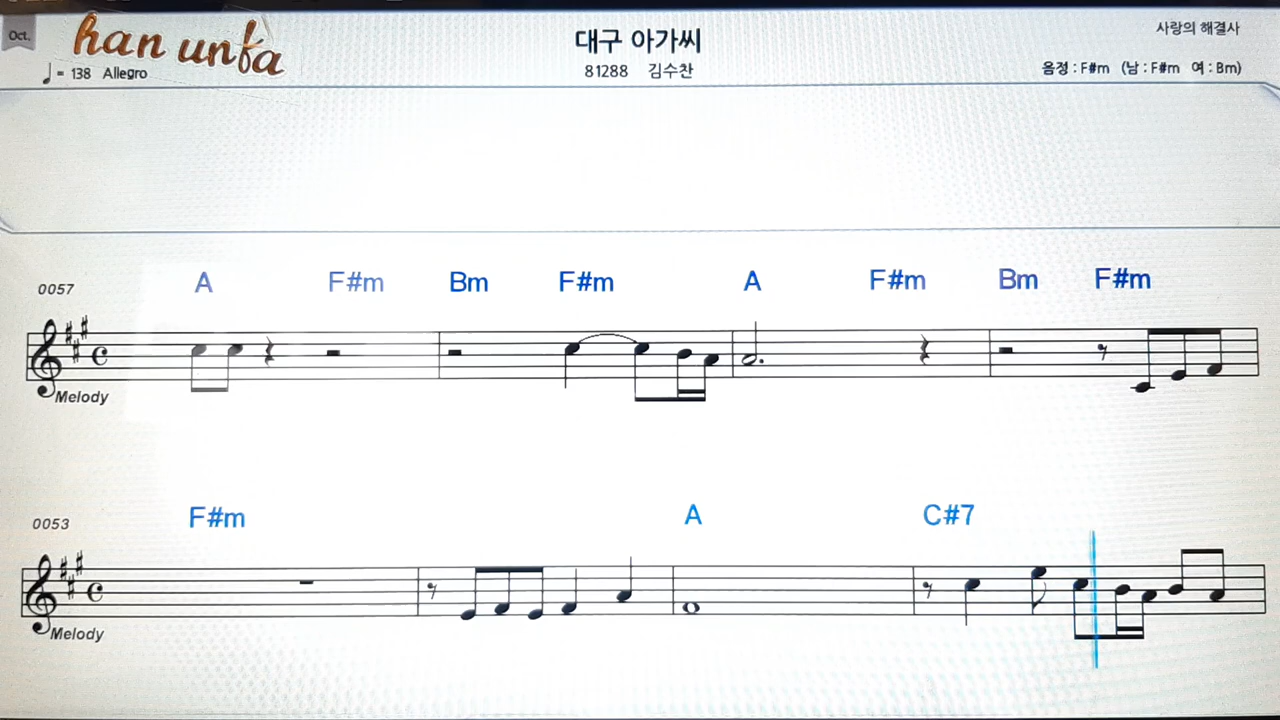 Oct.
han unfa
♩= 138 Allegro
대구 아가씨
81288 김수찬
사랑의 해결사
음정 : F#m (남 : F#m 여 : Bm)
0057
A F#m Bm F#m A F#m Bm F#m
Melody
0053
F#m A C#7
Melody